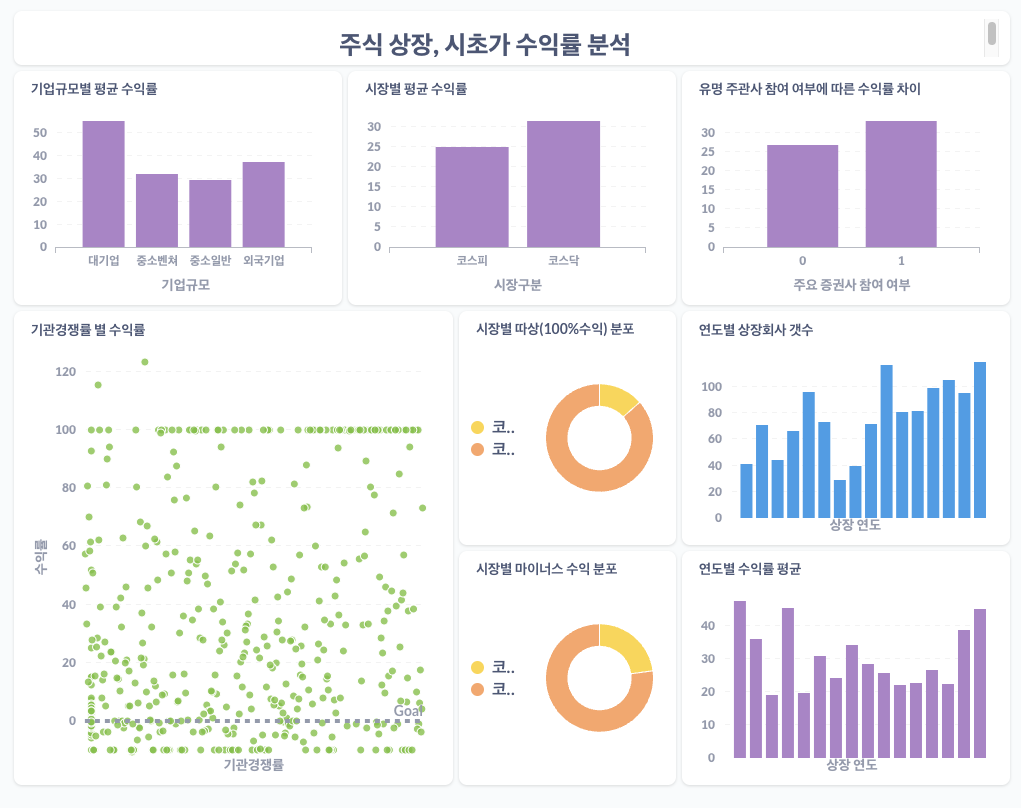 주식 상장, 시초가 수익률 분석
기업규모별 평균 수익률
50
40
30
20
10
0
대기업 중소벤쳐 중소일반 외국기업
기업규모
시장별 평균 수익률
30
25
20
15
10
5
0
코스피 코스닥
시장구분
유명 주관사 참여 여부에 따른 수익률 차이
30
25
20
15
10
5
0
0 1
주요 증권사 참여 여부
기관경쟁률 별 수익률
120
100
80
60
40
20
0
수익률
Goal
기관경쟁률
시장별 따상(100%수익) 분포
코..
코..
연도별 상장회사 갯수
100
80
60
40
20
0
상장 연도
시장별 마이너스 수익 분포
코..
코..
연도별 수익률 평균
40
30
20
10
0
상장 연도